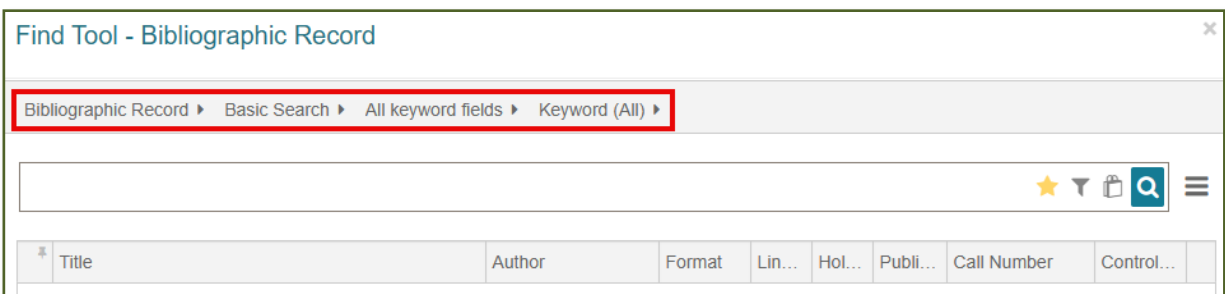 Find Tool - Bibliographic Record
Bibliographic Record Basic Search All keyword fields Keyword (All)
Title Author Format Lin... Hol... Publi... Call Number Control...